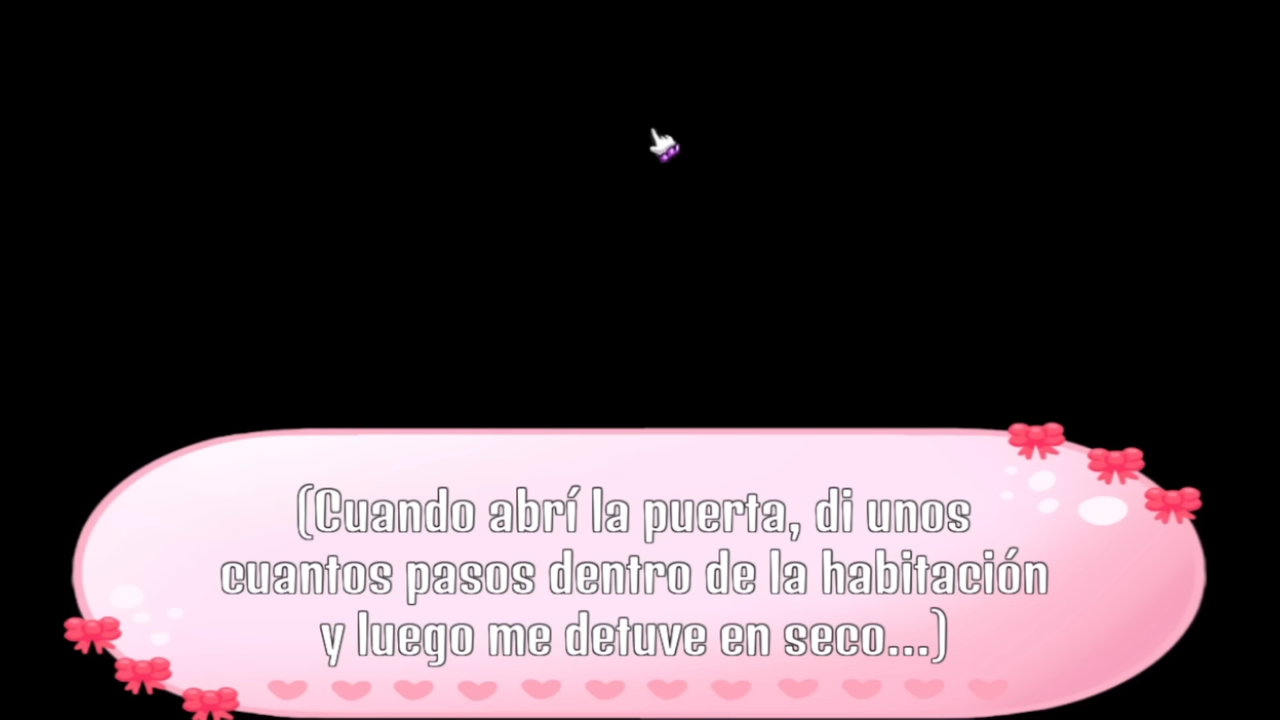 (Cuando abrí la puerta, di unos
cuantos pasos dentro de la habitación
y luego me detuve en seco...)